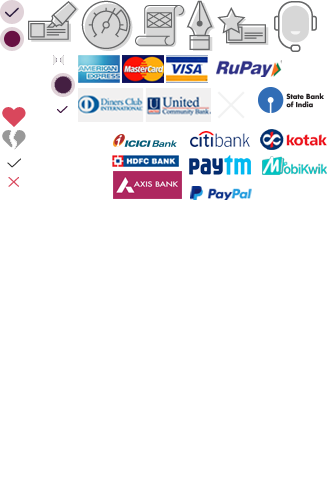 AMERICAN EXPRESS
MasterCard
VISA
RuPay
Diners Club
INTERNATIONAL
United
Community Bank.
State Bank
of India
ICICI Bank
citibank
kotak
HDFC BANK
paytm
MobiKwik
AXIS BANK
PayPal